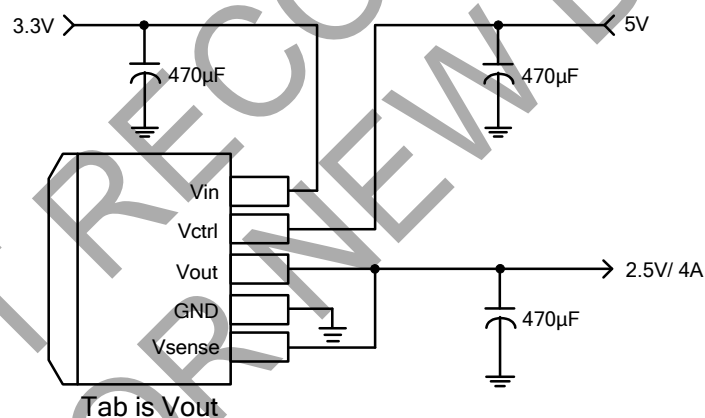 3.3V
5V
470µF
470µF
Vin
Vctrl
Vout
GND
Vsense
2.5V/ 4A
470µF
Tab is Vout